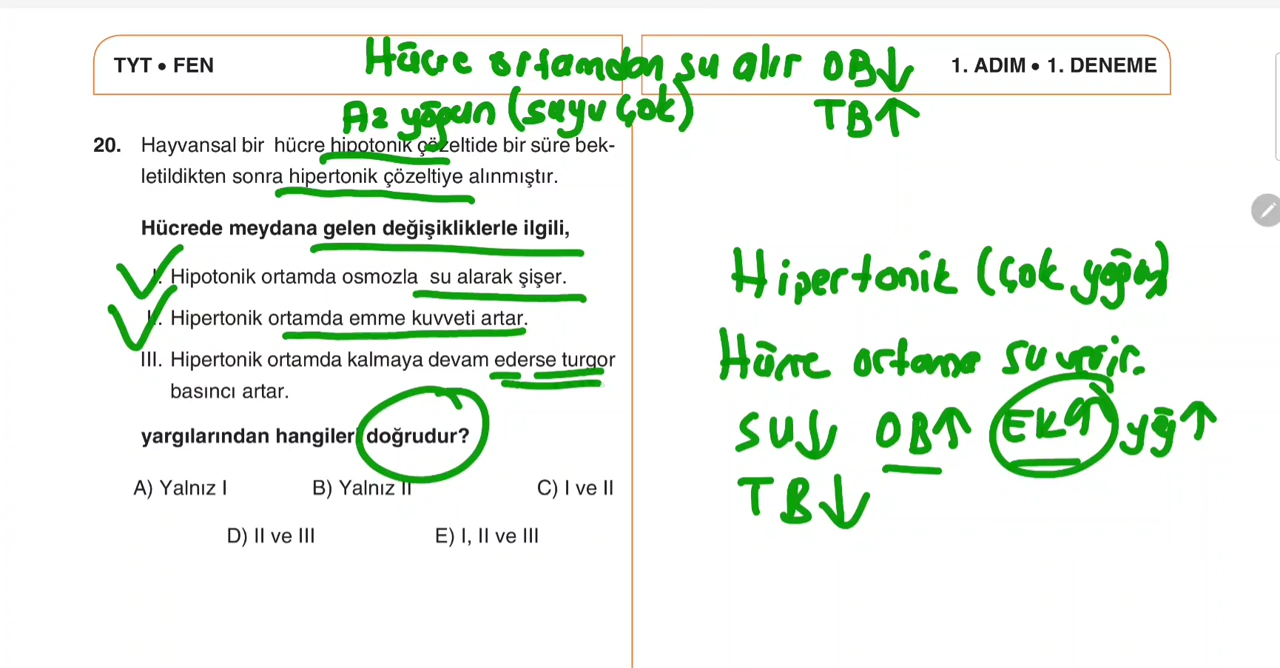 TYT • FEN
Hücre ortamdan su alır OB↓
1. ADIM • 1. DENEME
Az yoğun (suyu çok)
TB↑
20. Hayvansal bir hücre hipotonik çözeltide bir süre bek-
letildikten sonra hipertonik çözeltiye alınmıştır.
Hücrede meydana gelen değişikliklerle ilgili,
I. Hipotonik ortamda osmozla su alarak şişer.
II. Hipertonik ortamda emme kuvveti artar.
III. Hipertonik ortamda kalmaya devam ederse turgor
basıncı artar.
yargılarından hangileri doğrudur?
A) Yalnız I B) Yalnız II C) I ve II
D) II ve III E) I, II ve III
Hipertonik (Çok yoğun)
Hücre ortama su verir.
SU↓ OB↑ EK↑ yğ↑
TB↓